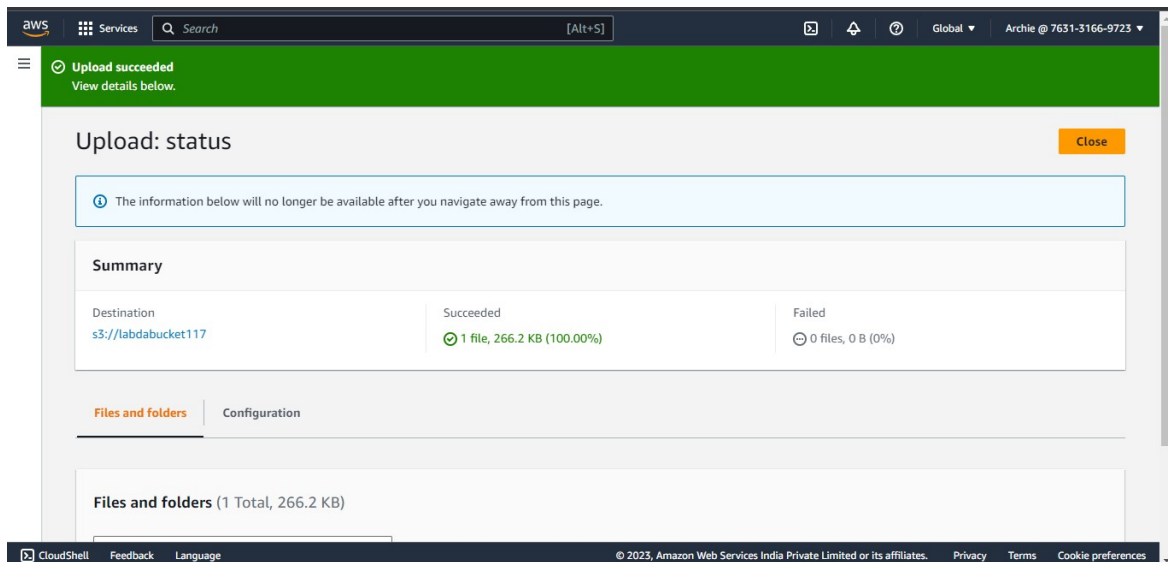 aws Services Search [Alt+S] Global Archie @ 7631-3166-9723
Upload succeeded
View details below.
Upload: status
Close
The information below will no longer be available after you navigate away from this page.
Summary
Destination Succeeded Failed
s3://labdabucket117 1 file, 266.2 KB (100.00%) 0 files, 0 B (0%)
Files and folders Configuration
Files and folders (1 Total, 266.2 KB)
CloudShell Feedback Language © 2023, Amazon Web Services India Private Limited or its affiliates. Privacy Terms Cookie preferences